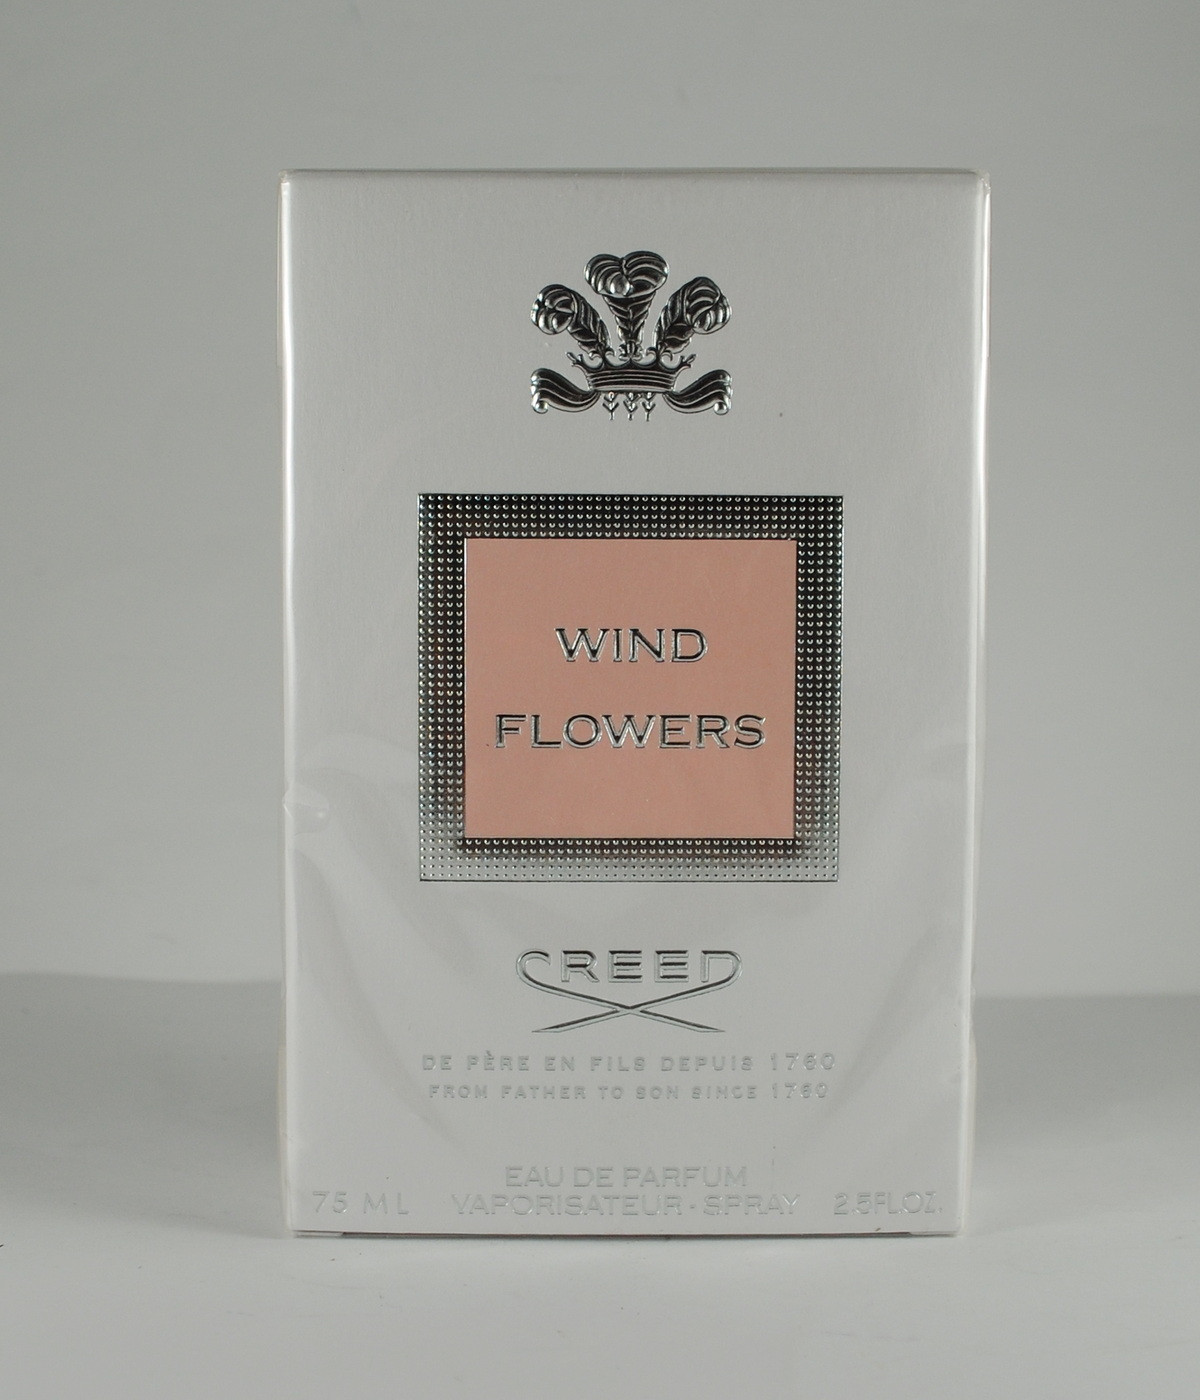 WIND
FLOWERS
CREED
DE PÈRE EN FILS DEPUIS 1760
FROM FATHER TO SON SINCE 1760
EAU DE PARFUM
75 ML VAPORISATEUR · SPRAY 2.5FL.OZ.